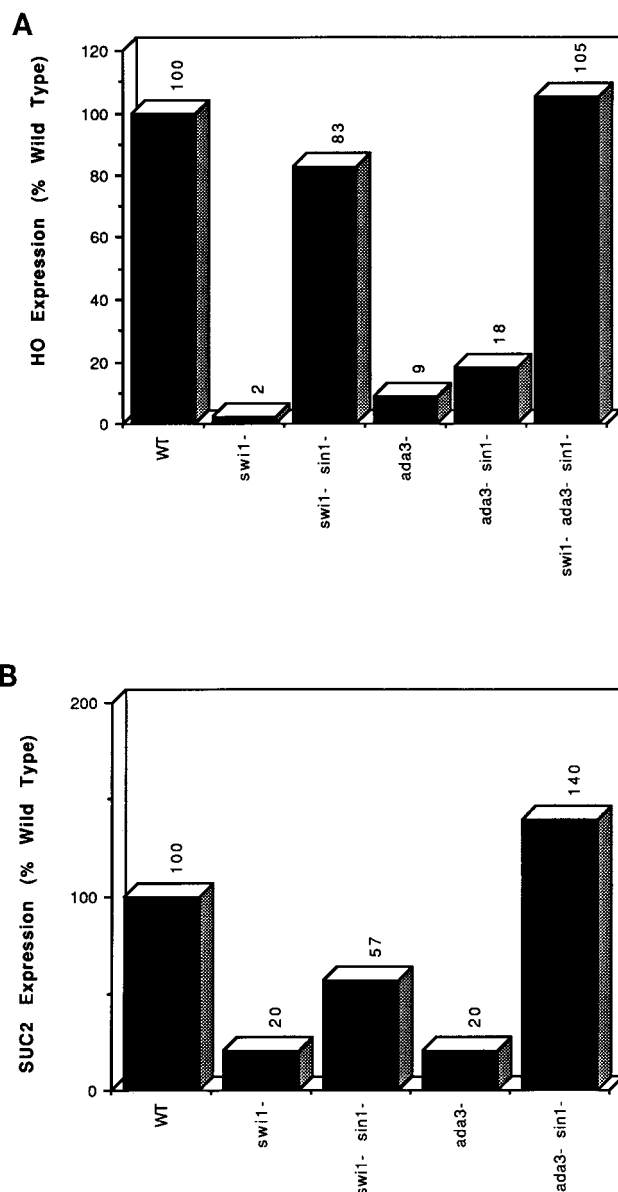 A
HO Expression (% Wild Type)
120
100
80
60
40
20
0
100
2
83
9
18
105
WT
swi1-
swi1- sin1-
ada3-
ada3- sin1-
swi1- ada3- sin1-
B
SUC2 Expression (% Wild Type)
200
100
0
100
20
57
20
140
WT
swi1-
swi1- sin1-
ada3-
ada3- sin1-